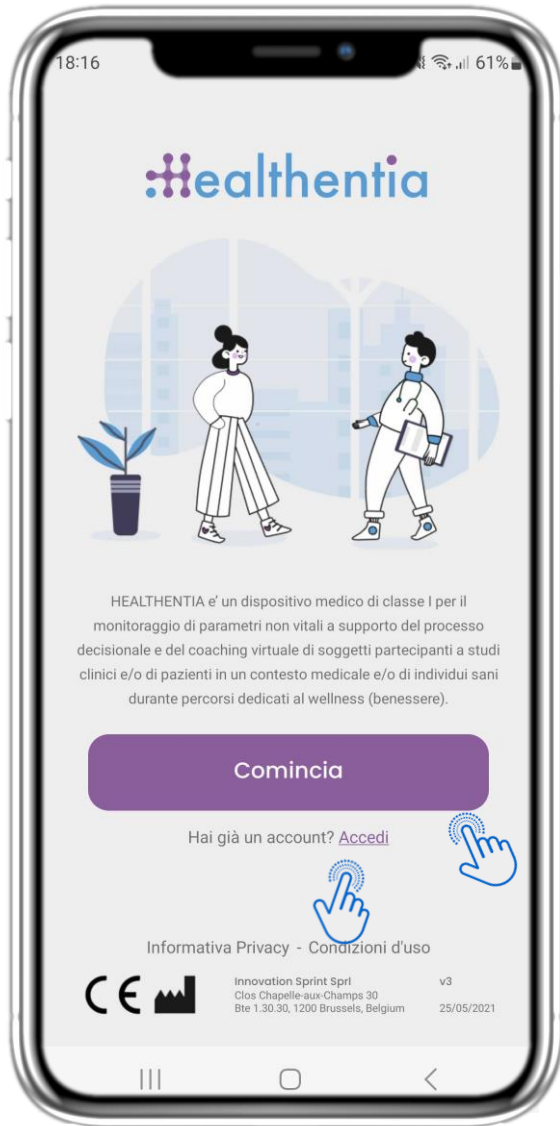 18:16
61%
Healthentia
HEALTHENTIA e' un dispositivo medico di classe I per il
monitoraggio di parametri non vitali a supporto del processo
decisionale e del coaching virtuale di soggetti partecipanti a studi
clinici e/o di pazienti in un contesto medicale e/o di individui sani
durante percorsi dedicati al wellness (benessere).
Comincia
Hai già un account? Accedi
Informativa Privacy - Condizioni d'uso
CE
Innovation Sprint Sprl
Clos Chapelle-aux-Champs 30
Bte 1.30.30, 1200 Brussels, Belgium
v3
25/05/2021